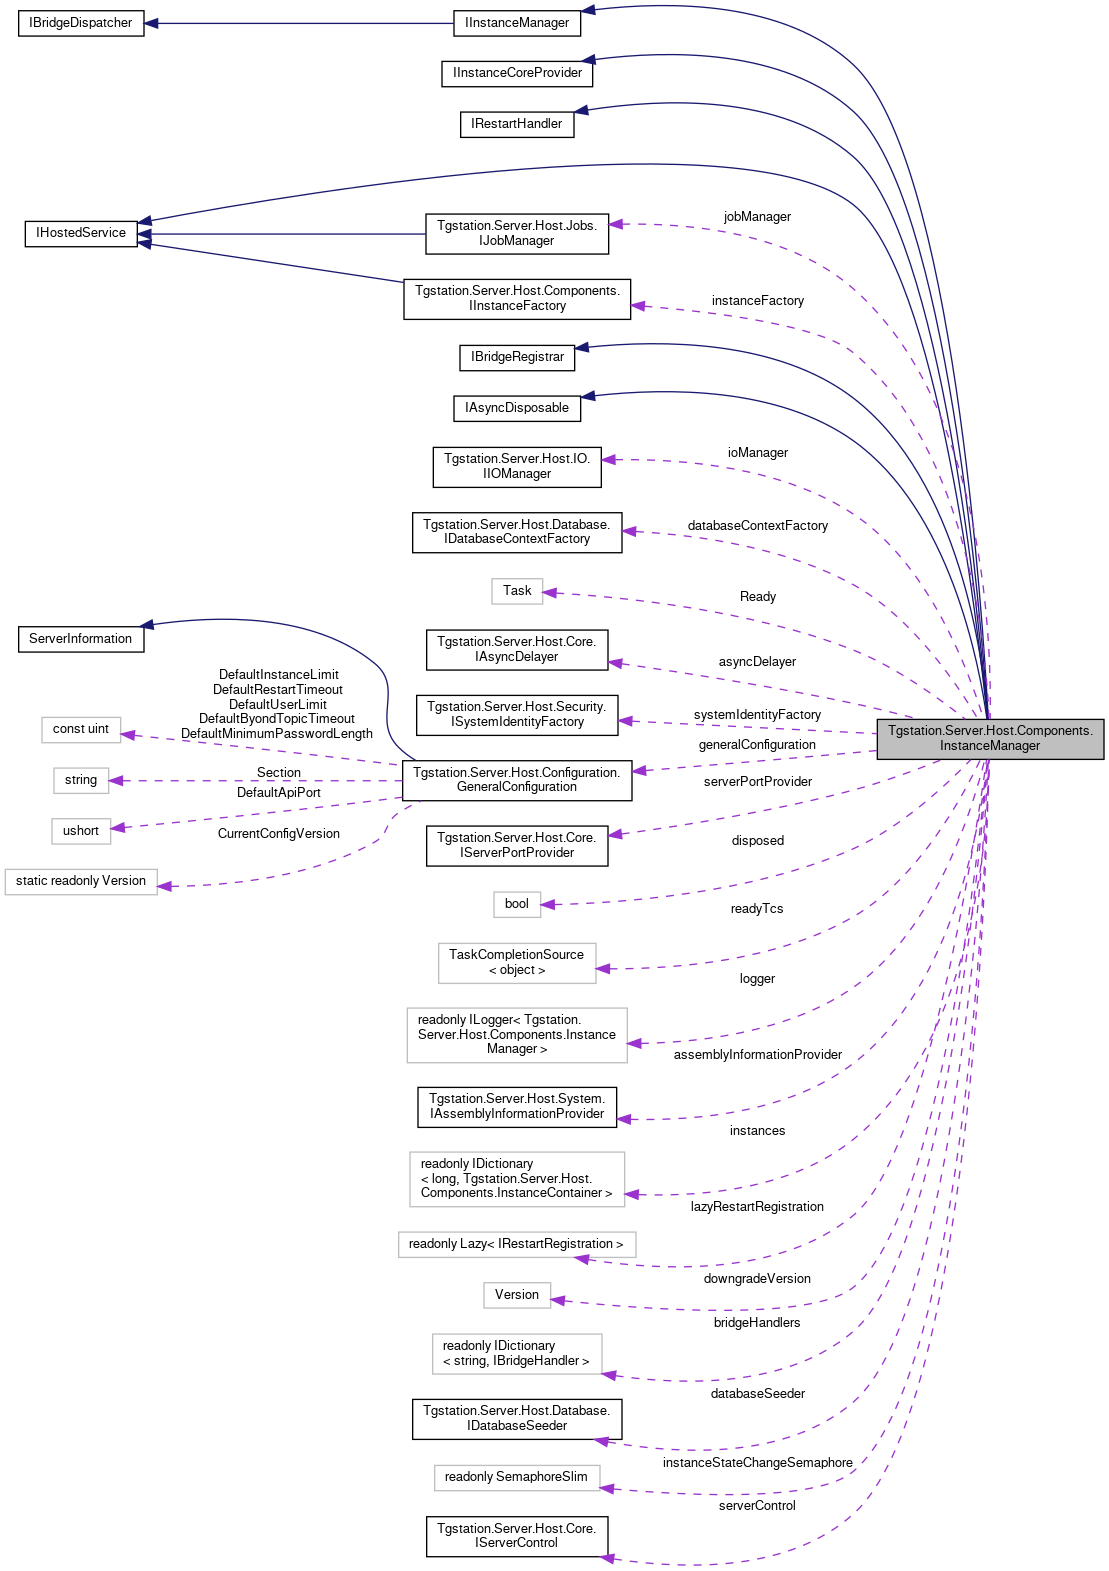 IBridgeDispatcher
IInstanceManager
IInstanceCoreProvider
IRestartHandler
IHostedService
Tgstation.Server.Host.Jobs.
IJobManager
jobManager
Tgstation.Server.Host.Components.
IInstanceFactory
instanceFactory
IBridgeRegistrar
IAsyncDisposable
Tgstation.Server.Host.IO.
IIOManager
ioManager
Tgstation.Server.Host.Database.
IDatabaseContextFactory
databaseContextFactory
Task
Ready
ServerInformation
Tgstation.Server.Host.Core.
IAsyncDelayer
asyncDelayer
DefaultInstanceLimit
DefaultRestartTimeout
DefaultUserLimit
DefaultByondTopicTimeout
DefaultMinimumPasswordLength
const uint
Tgstation.Server.Host.Security.
ISystemIdentityFactory
systemIdentityFactory
Tgstation.Server.Host.Components.
InstanceManager
string
Section
Tgstation.Server.Host.Configuration.
GeneralConfiguration
generalConfiguration
DefaultApiPort
ushort
CurrentConfigVersion
static readonly Version
Tgstation.Server.Host.Core.
IServerPortProvider
serverPortProvider
bool
disposed
TaskCompletionSource
< object >
readyTcs
readonly ILogger< Tgstation.
Server.Host.Components.Instance
Manager >
logger
Tgstation.Server.Host.System.
IAssemblyInformationProvider
assemblyInformationProvider
readonly IDictionary
< long, Tgstation.Server.Host.
Components.InstanceContainer >
instances
readonly Lazy< IRestartRegistration >
lazyRestartRegistration
Version
downgradeVersion
readonly IDictionary
< string, IBridgeHandler >
bridgeHandlers
Tgstation.Server.Host.Database.
IDatabaseSeeder
databaseSeeder
readonly SemaphoreSlim
instanceStateChangeSemaphore
Tgstation.Server.Host.Core.
IServerControl
serverControl